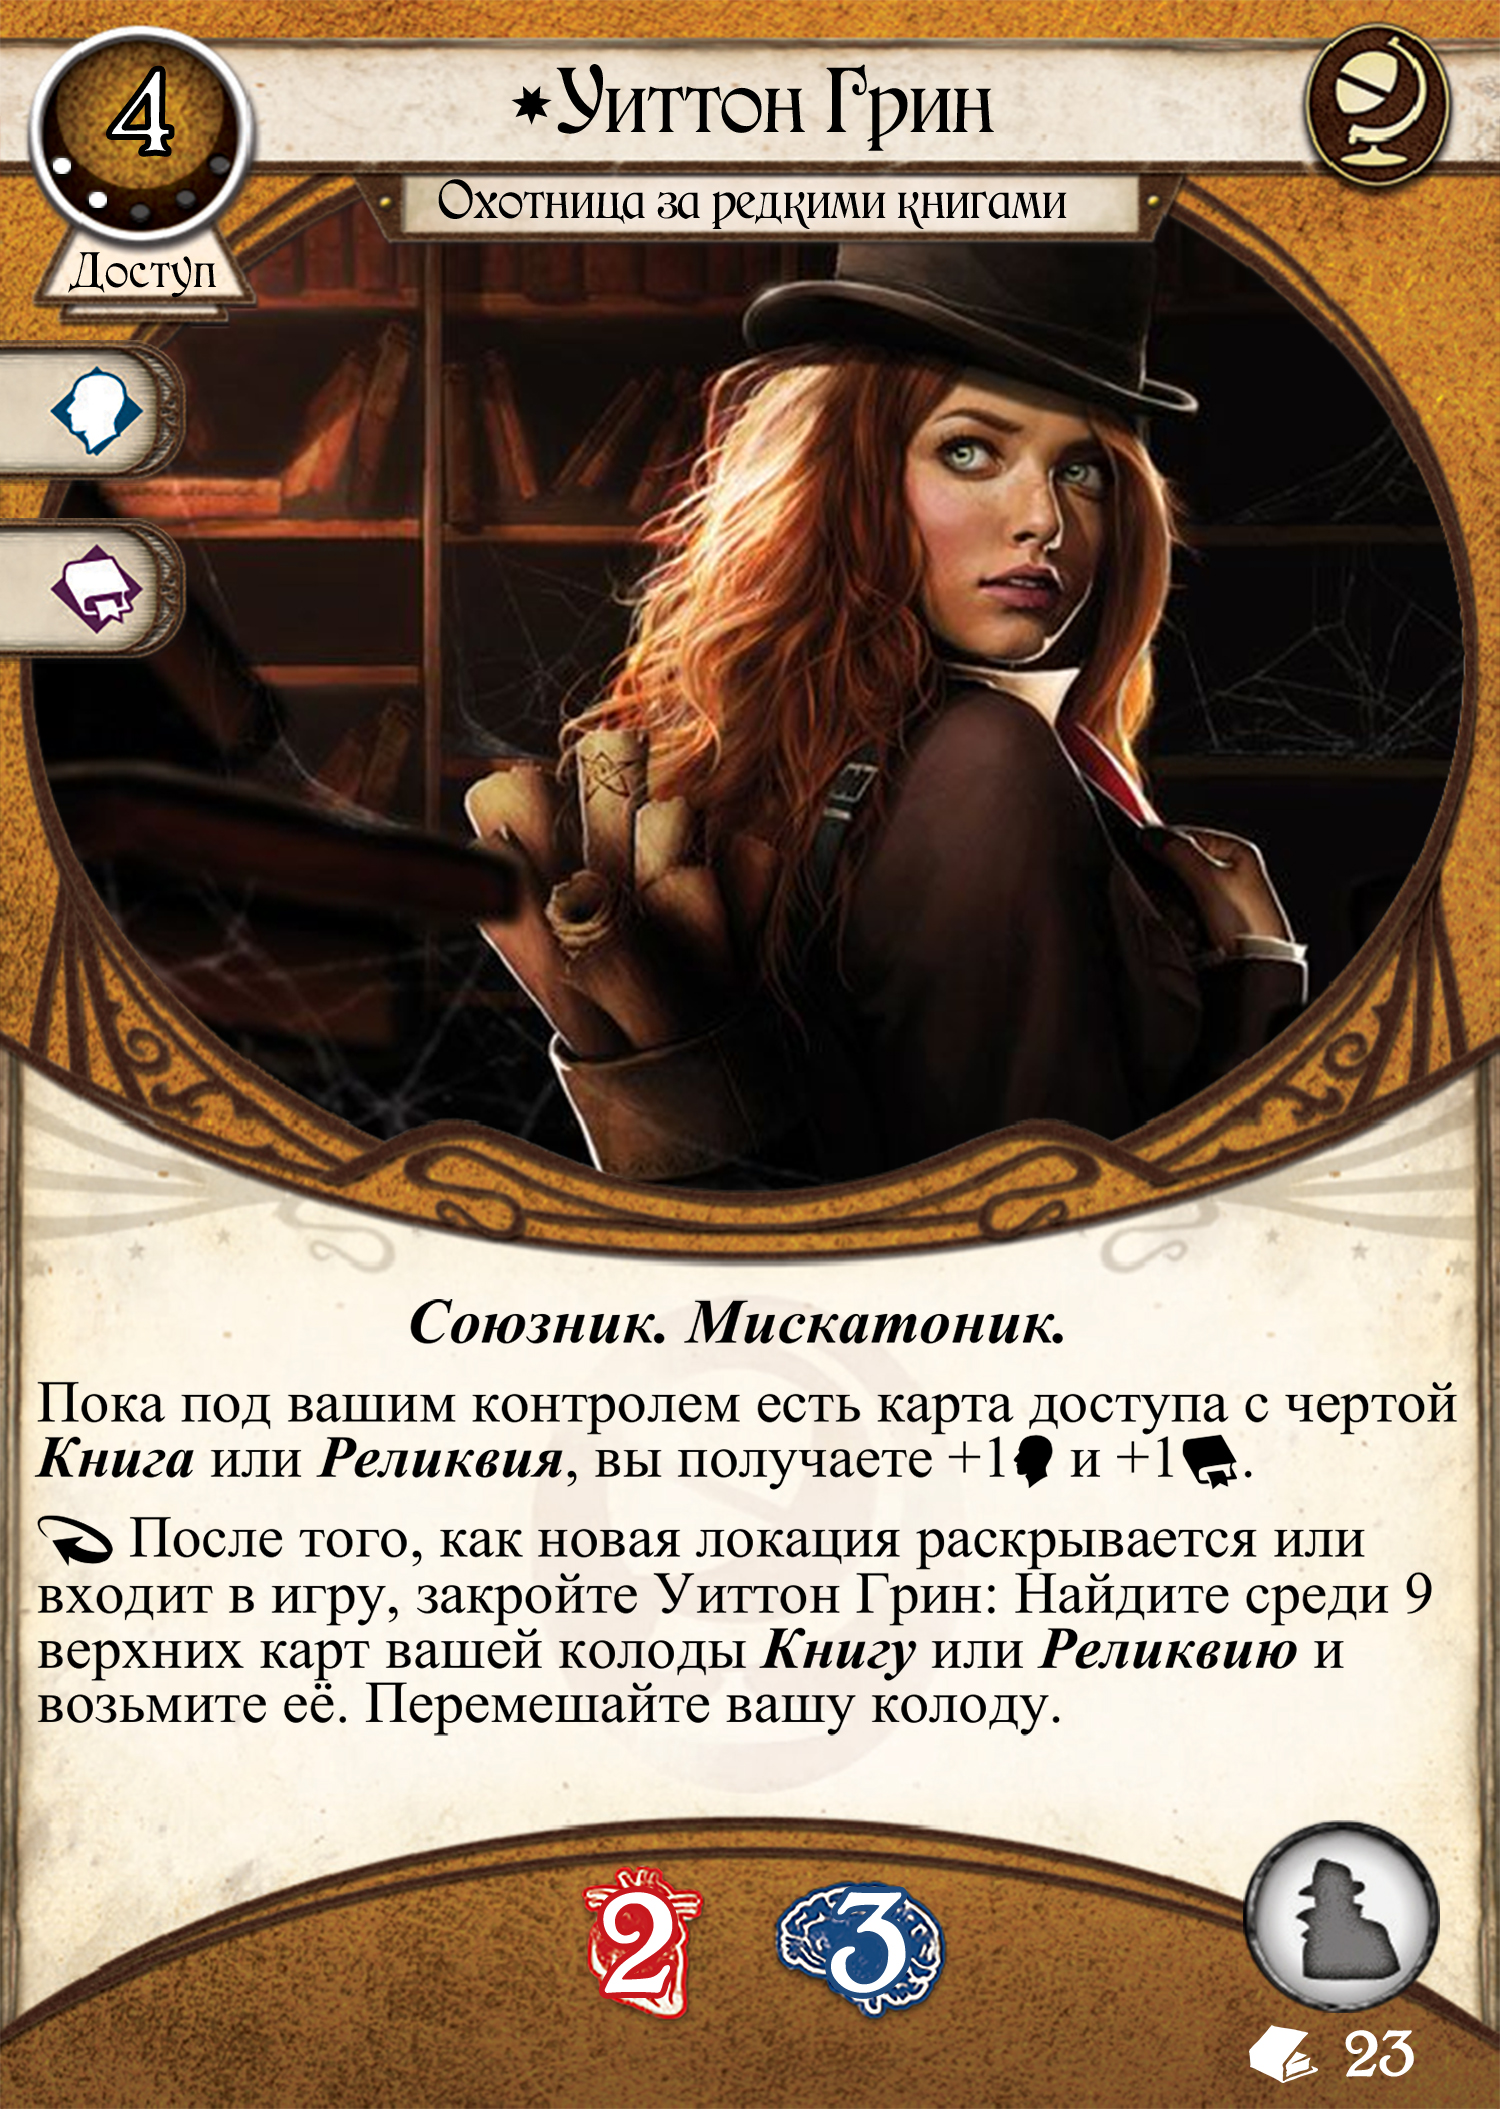 4
Уиттон Грин
Охотница за редкими книгами
Доступ
Союзник. Мискатоник.
Пока под вашим контролем есть карта доступа с чертой
Книга или Реликвия, вы получаете +1 и +1.
После того, как новая локация раскрывается или
входит в игру, закройте Уиттон Грин: Найдите среди 9
верхних карт вашей колоды Книгу или Реликвию и
возьмите её. Перемешайте вашу колоду.
2 3
23